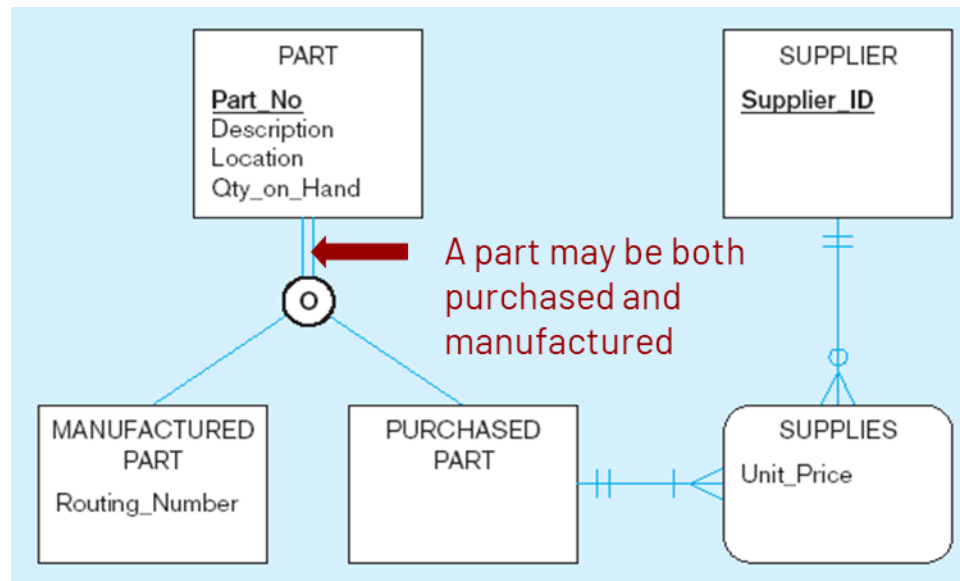 PART
Part_No
Description
Location
Qty_on_Hand
SUPPLIER
Supplier_ID
A part may be both
purchased and
manufactured
O
MANUFACTURED
PART
Routing_Number
PURCHASED
PART
SUPPLIES
Unit_Price